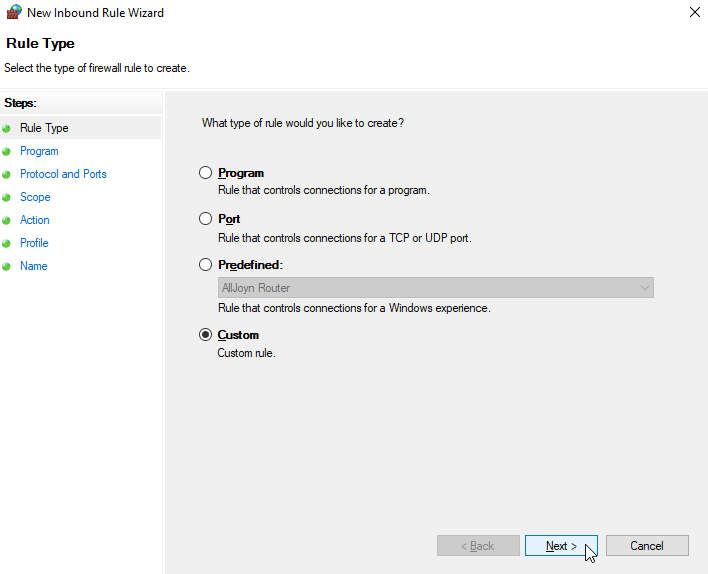 New Inbound Rule Wizard
Rule Type
Select the type of firewall rule to create.
Steps:
Rule Type
Program
Protocol and Ports
Scope
Action
Profile
Name
What type of rule would you like to create?
Program
Rule that controls connections for a program.
Port
Rule that controls connections for a TCP or UDP port.
Predefined:
AllJoyn Router
Rule that controls connections for a Windows experience.
Custom
Custom rule.
< Back
Next >
Cancel